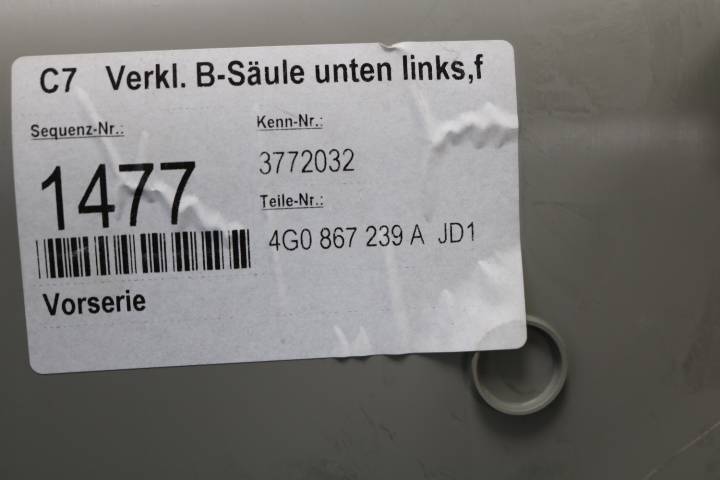 C7 Verkl. B-Säule unten links,f
Sequenz-Nr.:
1477
Kenn-Nr.:
3772032
Teile-Nr.:
4G0 867 239 A JD1
Vorserie